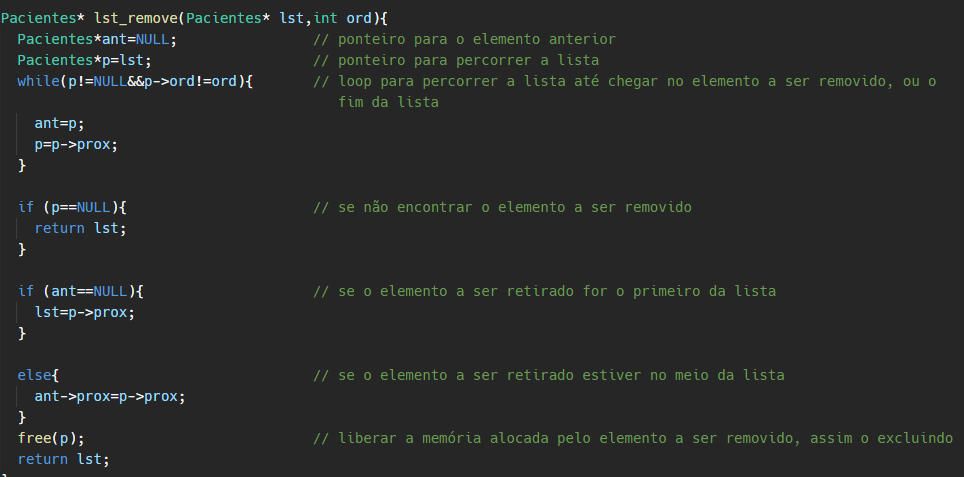 Pacientes* lst_remove(Pacientes* lst,int ord){
Pacientes*ant=NULL; // ponteiro para o elemento anterior
Pacientes*p=lst; // ponteiro para percorrer a lista
while(p!=NULL&&p->ord!=ord){ // loop para percorrer a lista até chegar no elemento a ser removido, ou o
fim da lista
ant=p;
p=p->prox;
}
if (p==NULL){ // se não encontrar o elemento a ser removido
return lst;
}
if (ant==NULL){ // se o elemento a ser retirado for o primeiro da lista
lst=p->prox;
}
else{ // se o elemento a ser retirado estiver no meio da lista
ant->prox=p->prox;
}
free(p); // liberar a memória alocada pelo elemento a ser removido, assim o excluindo
return lst;